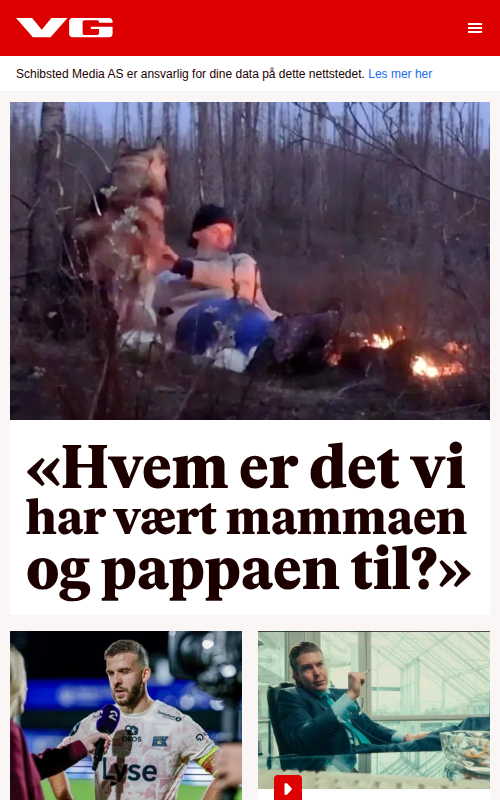 VG
Schibsted Media AS er ansvarlig for dine data på dette nettstedet. Les mer her
«Hvem er det vi
har vært mammaen
og pappaen til?»
OBOS
Lyse